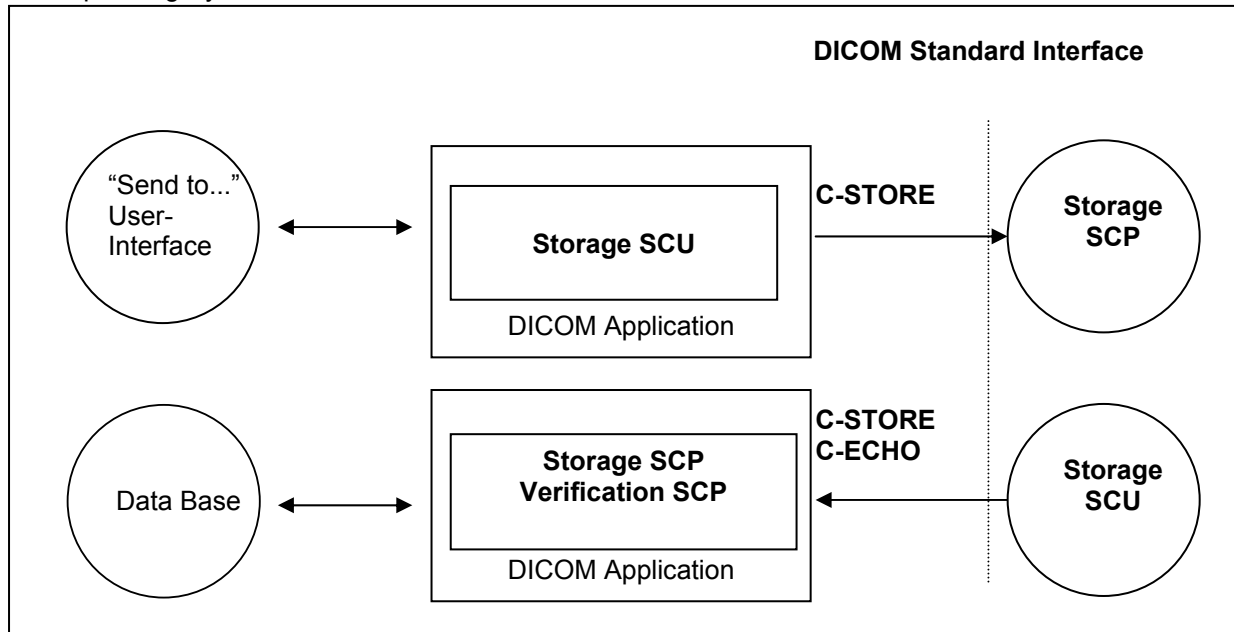 DICOM Standard Interface
“Send to...”
User-
Interface
Storage SCU
DICOM Application
C-STORE
Storage
SCP
Data Base
Storage SCP
Verification SCP
DICOM Application
C-STORE
C-ECHO
Storage
SCU